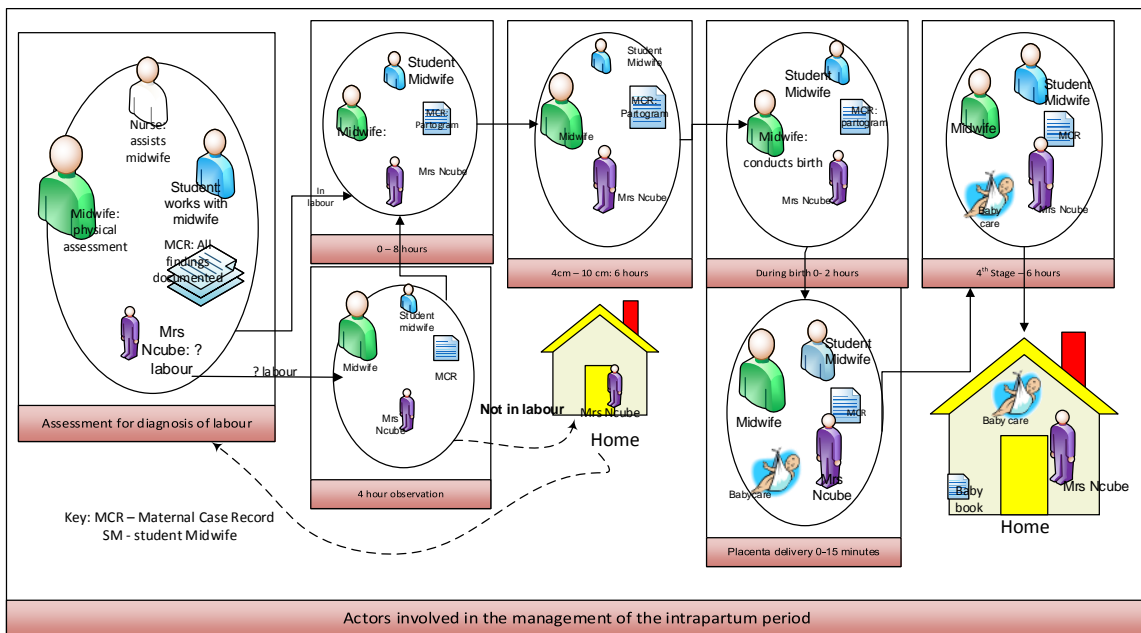 Nurse:
assists
midwife
Midwife:
physical
assessment
Student:
works with
midwife
MCR: All
findings
documented
Mrs
Ncube: ?
labour
Assessment for diagnosis of labour
In
labour
? labour
Student
Midwife
Midwife:
MCR:
Partogram
Mrs Ncube
0 – 8 hours
Student
midwife
Midwife
MCR
Mrs
Ncube
4 hour observation
Not in labour
Student
Midwife
Midwife
MCR:
Partogram
Mrs Ncube
4cm – 10 cm: 6 hours
Mrs Ncube
Home
Student
Midwife
Midwife:
conducts birth
MCR:
partogram
Mrs Ncube
During birth 0- 2 hours
Student
Midwife
Midwife
MCR
Babycare
Mrs
Ncube
Placenta delivery 0-15 minutes
Student
Midwife
Midwife
MCR
Baby
care
Mrs Ncube
4th Stage – 6 hours
Baby care
Mrs Ncube
Baby
book
Home
Key: MCR – Maternal Case Record
SM - student Midwife
Actors involved in the management of the intrapartum period